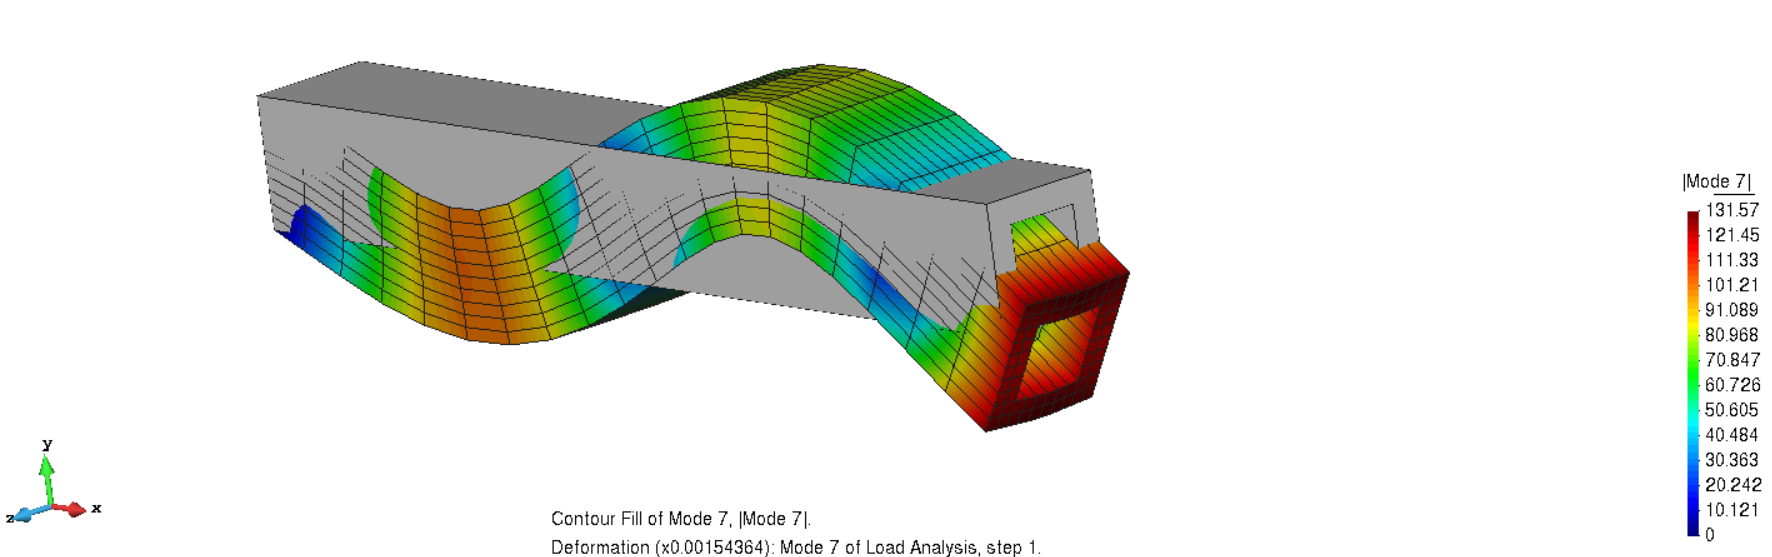 |Mode 7|
131.57
121.45
111.33
101.21
91.089
80.968
70.847
60.726
50.605
40.484
30.363
20.242
10.121
0
y
z
x
Contour Fill of Mode 7, |Mode 7|.
Deformation (x0.00154364): Mode 7 of Load Analysis, step 1.